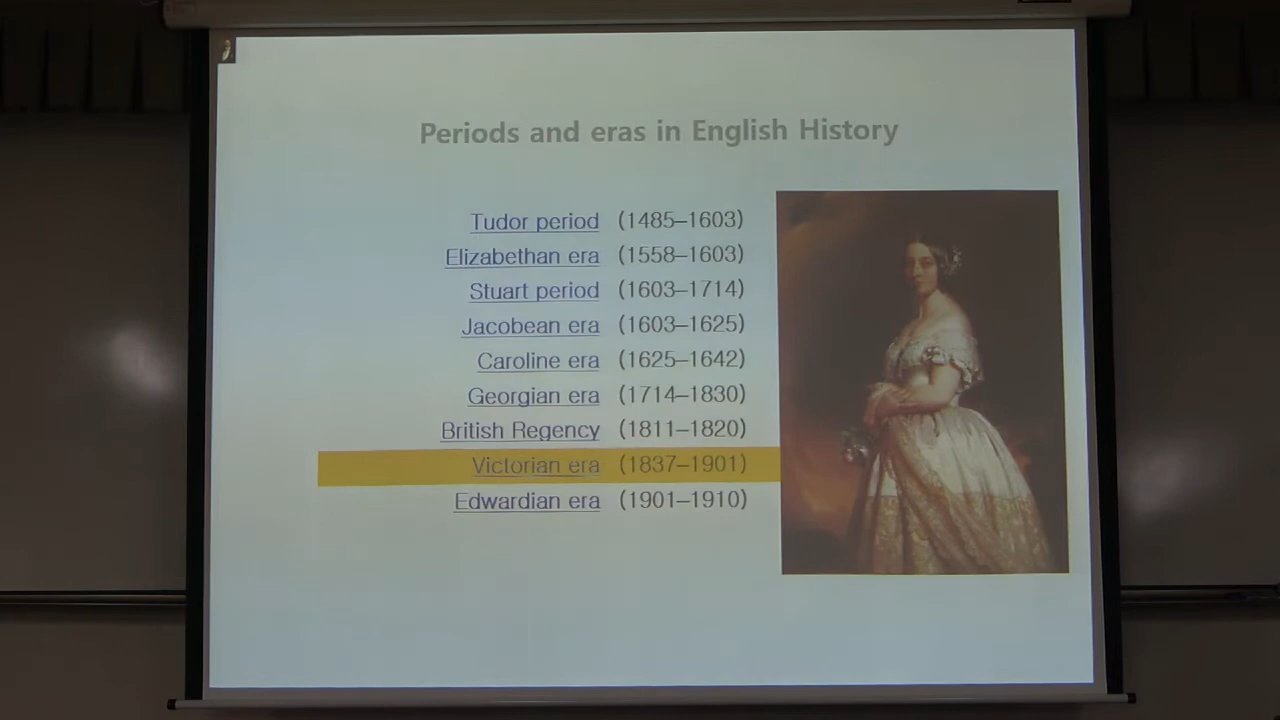 Periods and eras in English History
Tudor period (1485–1603)
Elizabethan era (1558–1603)
Stuart period (1603–1714)
Jacobean era (1603–1625)
Caroline era (1625–1642)
Georgian era (1714–1830)
British Regency (1811–1820)
Victorian era (1837–1901)
Edwardian era (1901–1910)